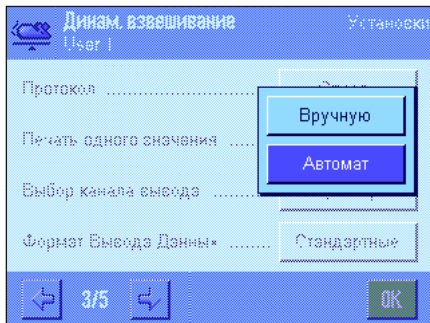 Динам. взвешивание
Установки
User 1
Протокол ........................
Вручную
Печать одного значения .....
Автомат
Выбор канала вывода ......
Формат Вывода Данных ....... Стандартные
3/5
OK